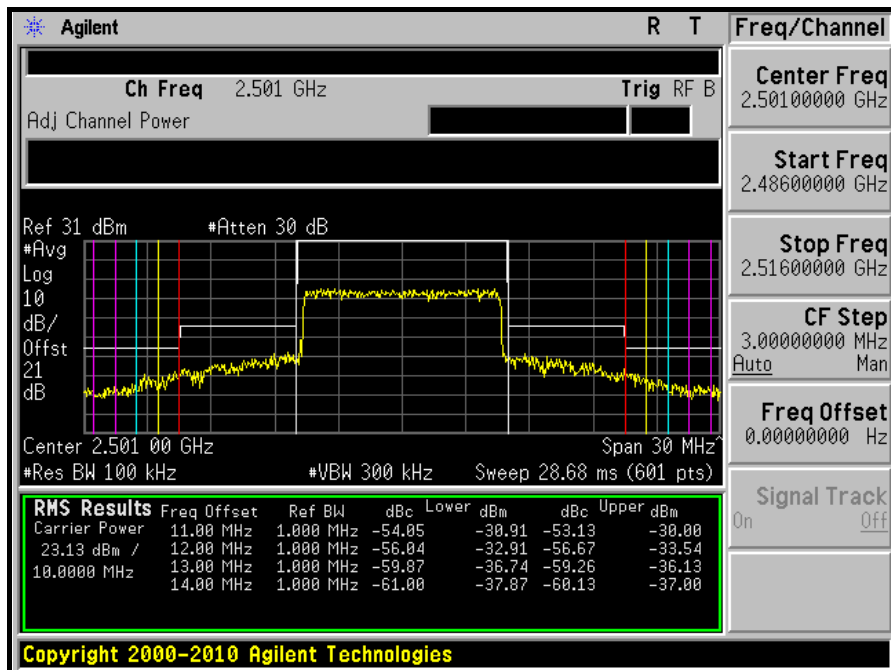 Agilent R T
Freq/Channel
Ch Freq 2.501 GHz Trig RF B
Adj Channel Power
Center Freq
2.50100000 GHz
Start Freq
2.48600000 GHz
Stop Freq
2.51600000 GHz
CF Step
3.00000000 MHz
Auto Man
Freq Offset
0.00000000 Hz
Signal Track
On Off
Ref 31 dBm #Atten 30 dB
#Avg
Log
10
dB/
Offst
21
dB
Center 2.501 00 GHz Span 30 MHz^
#Res BW 100 kHz #VBW 300 kHz Sweep 28.68 ms (601 pts)
RMS Results Freq Offset Ref BW dBc Lower dBm dBc Upper dBm
Carrier Power 11.00 MHz 1.000 MHz -54.05 -30.91 -53.13 -30.00
23.13 dBm / 12.00 MHz 1.000 MHz -56.04 -32.91 -56.67 -33.54
10.0000 MHz 13.00 MHz 1.000 MHz -59.87 -36.74 -59.26 -36.13
14.00 MHz 1.000 MHz -61.00 -37.87 -60.13 -37.00
Copyright 2000-2010 Agilent Technologies